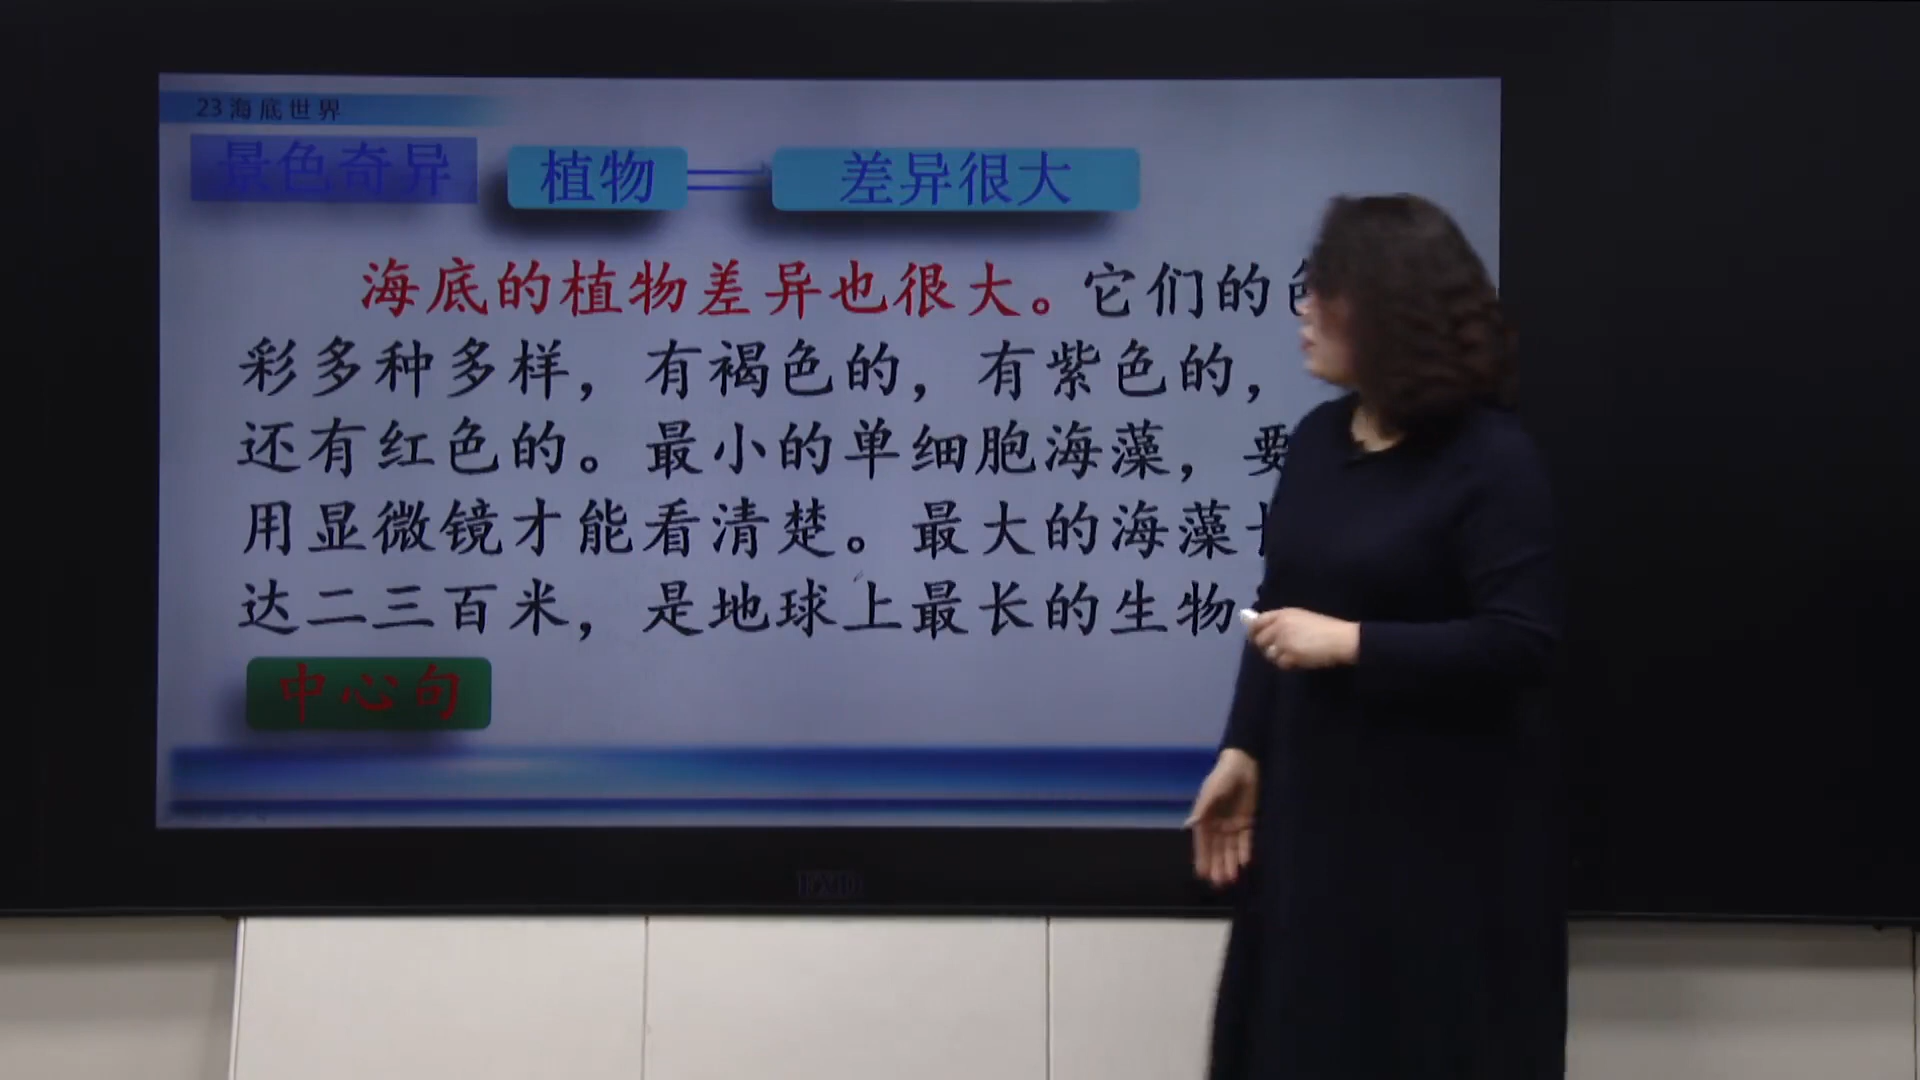 23海底世界
景色奇异 植物 差异很大
海底的植物差异也很大。它们的色
彩多种多样，有褐色的，有紫色的，
还有红色的。最小的单细胞海藻，要
用显微镜才能看清楚。最大的海藻长
达二三百米，是地球上最长的生物
中心句